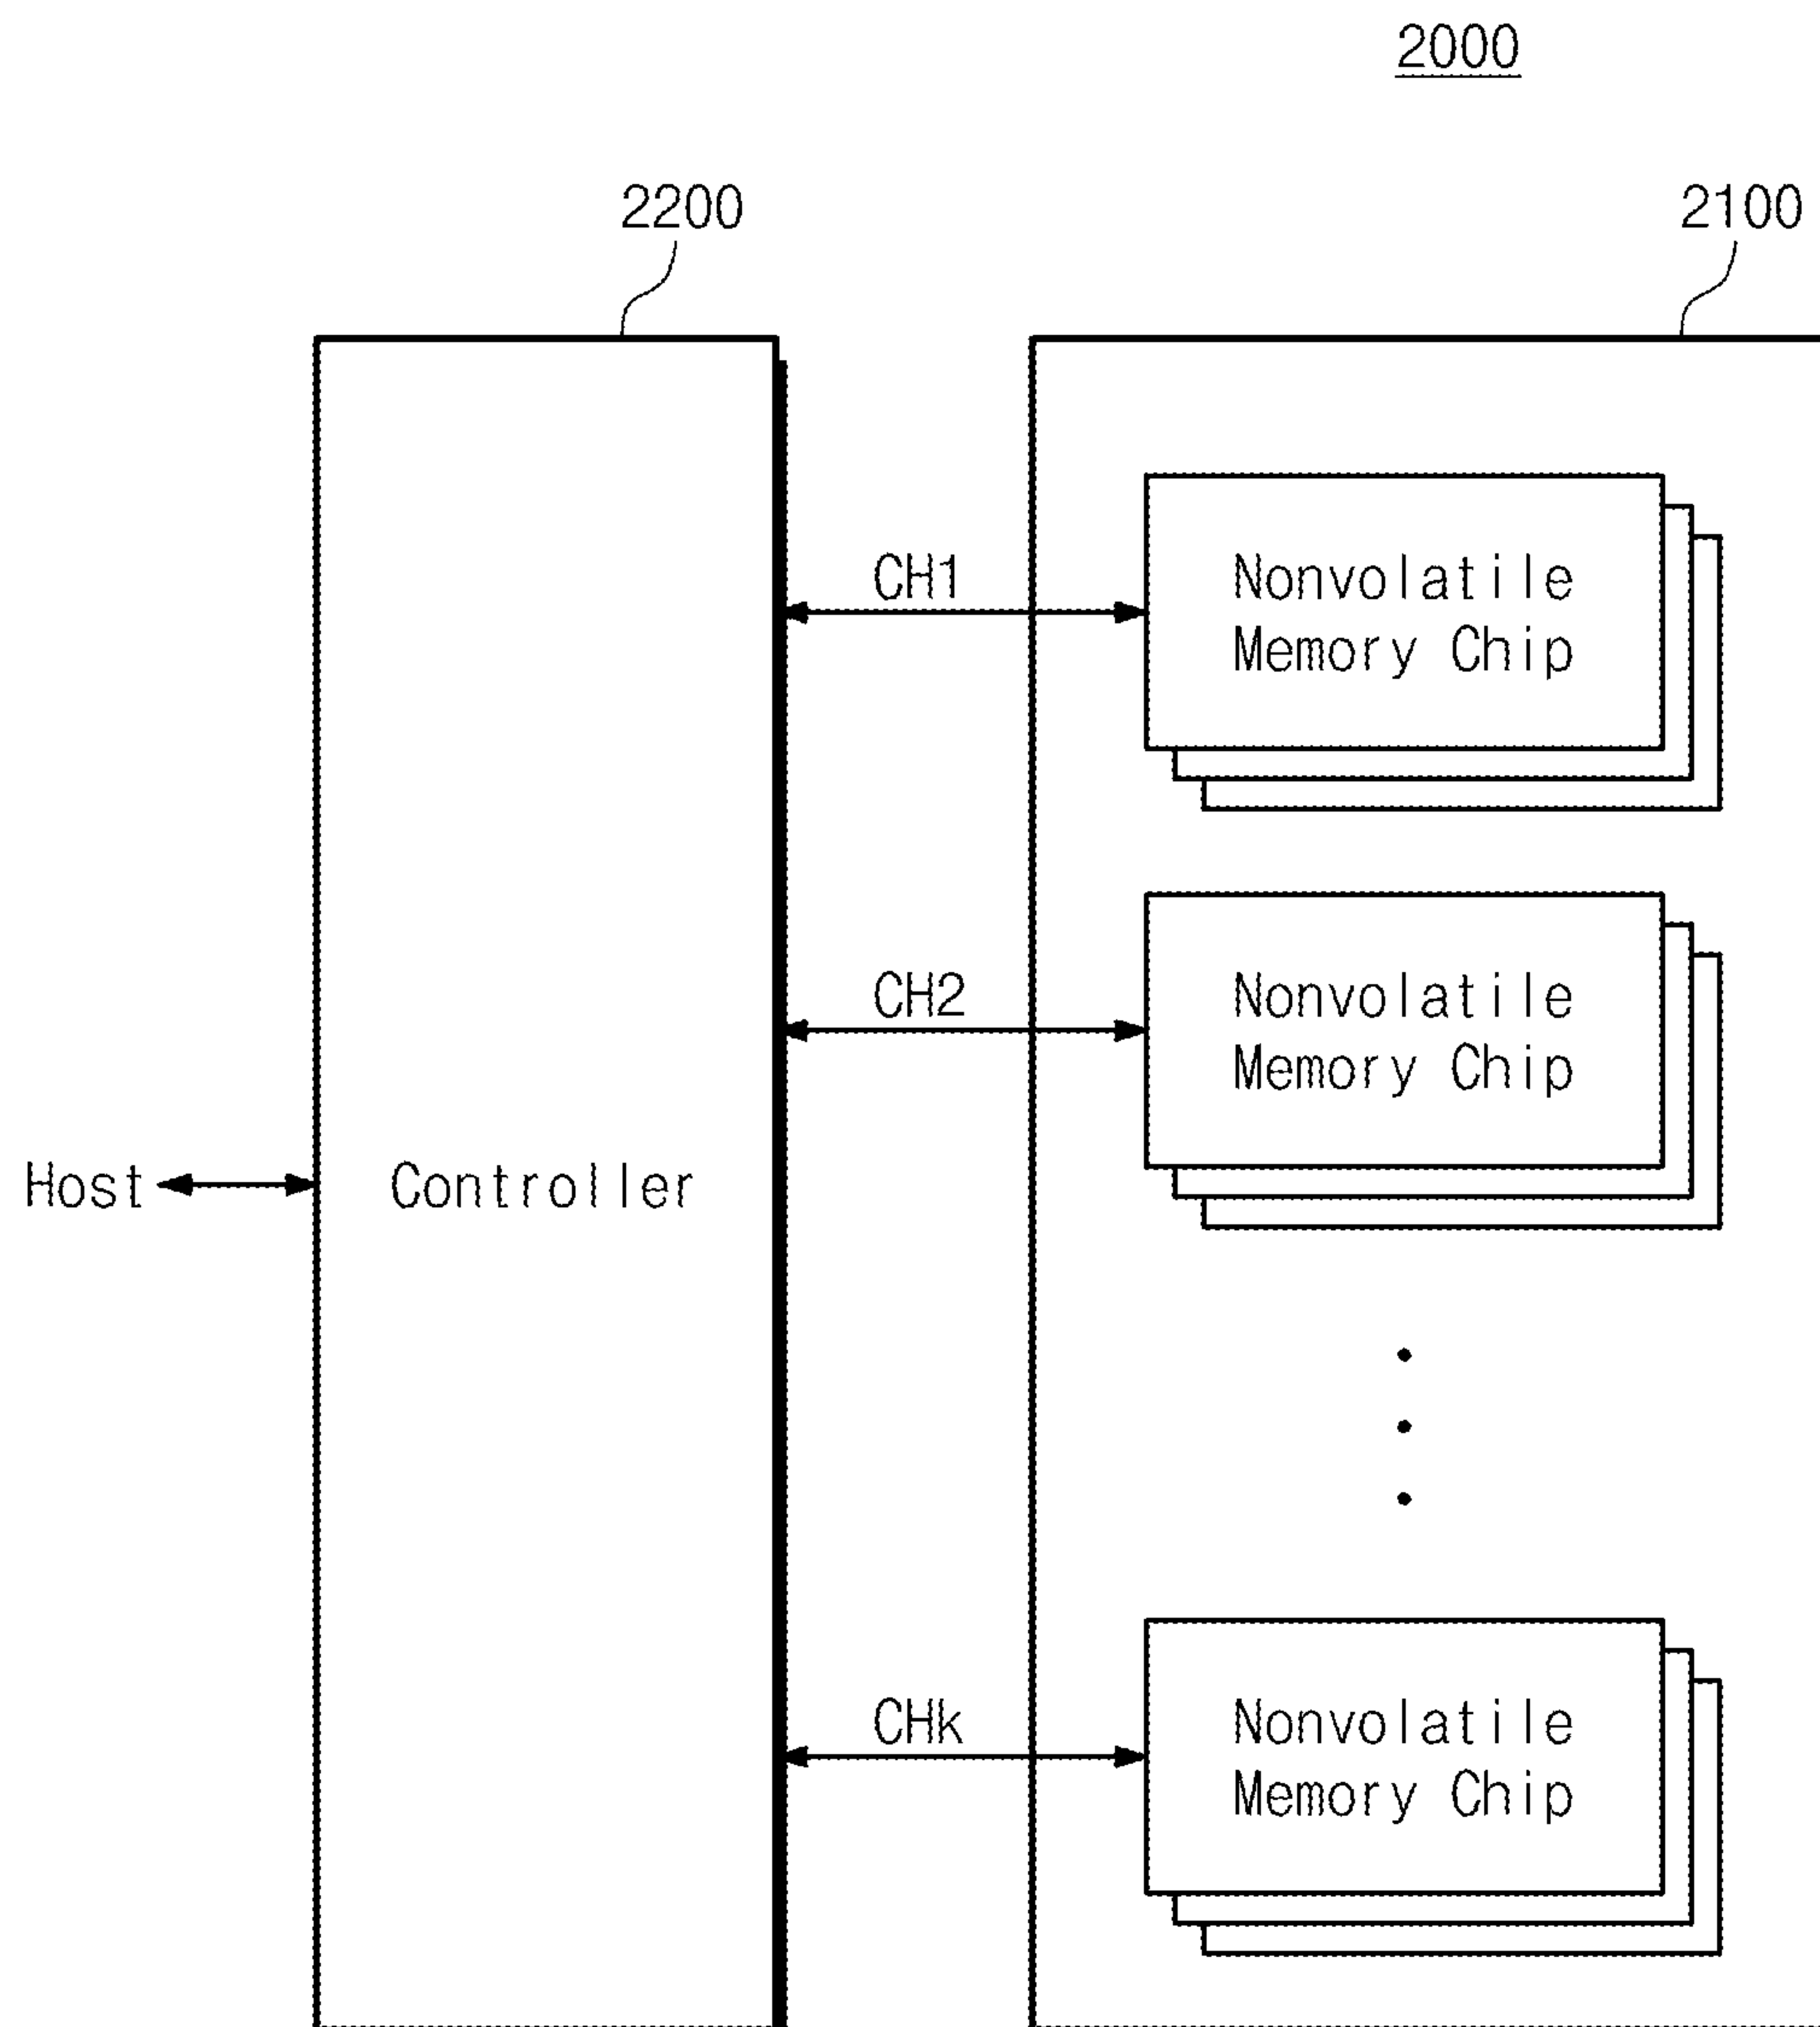 2000
2200
2100
CH1
Nonvolatile
Memory Chip
CH2
Nonvolatile
Memory Chip
Host
Controller
CHk
Nonvolatile
Memory Chip